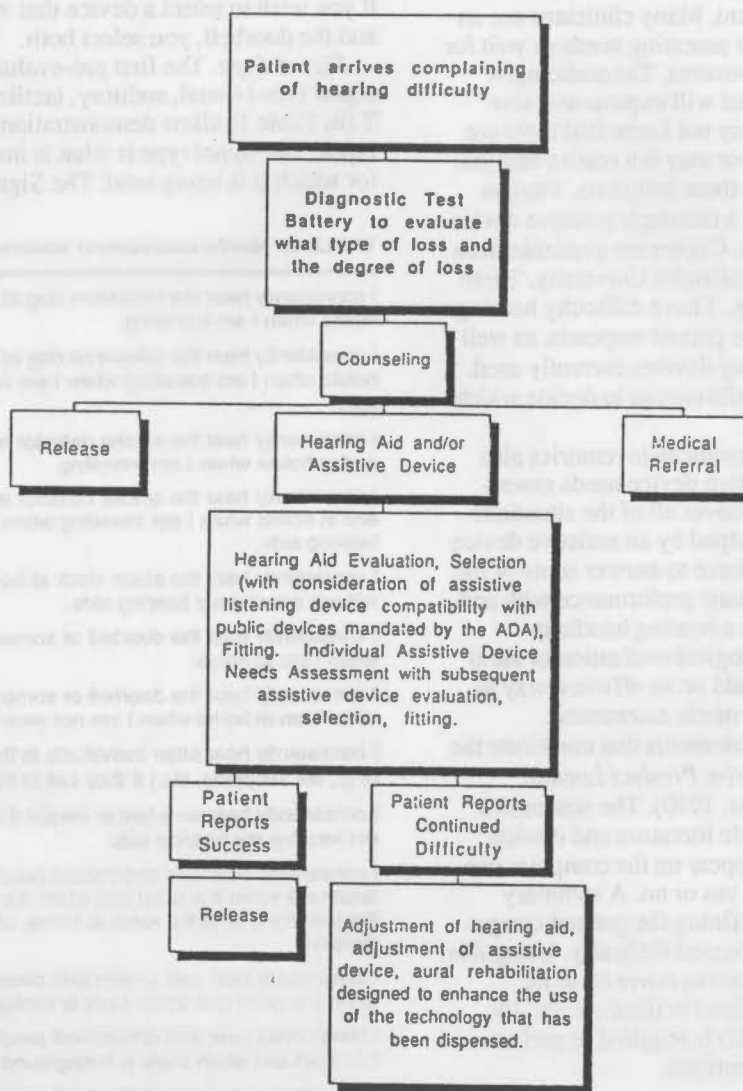 Patient arrives complaining
of hearing difficulty
Diagnostic Test
Battery to evaluate
what type of loss and
the degree of loss
Counseling
Release
Hearing Aid and/or
Assistive Device
Medical
Referral
Hearing Aid Evaluation, Selection
(with consideration of assistive
listening device compatibility with
public devices mandated by the ADA),
Fitting. Individual Assistive Device
Needs Assessment with subsequent
assistive device evaluation,
selection, fitting.
Patient
Reports
Success
Patient Reports
Continued
Difficulty
Release
Adjustment of hearing aid,
adjustment of assistive
device, aural rehabilitation
designed to enhance the use
of the technology that has
been dispensed.